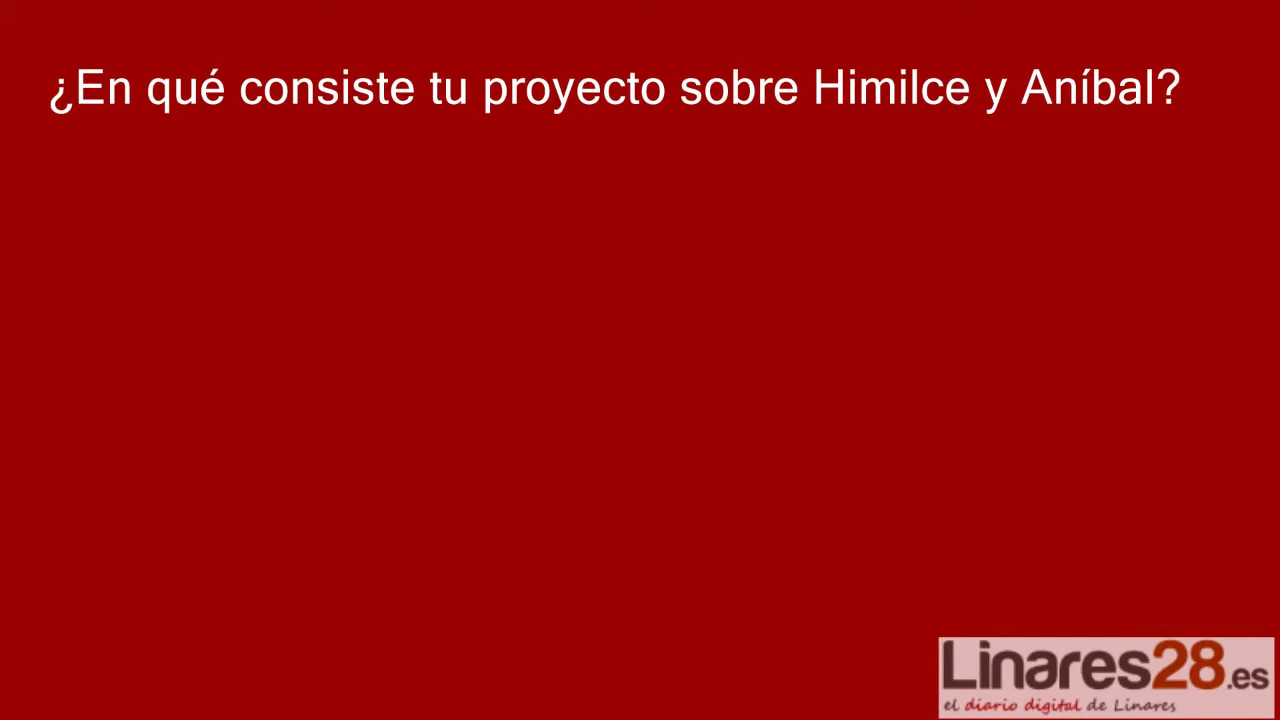 ¿En qué consiste tu proyecto sobre Himilce y Aníbal?
Linares28.es
el diario digital de Linares